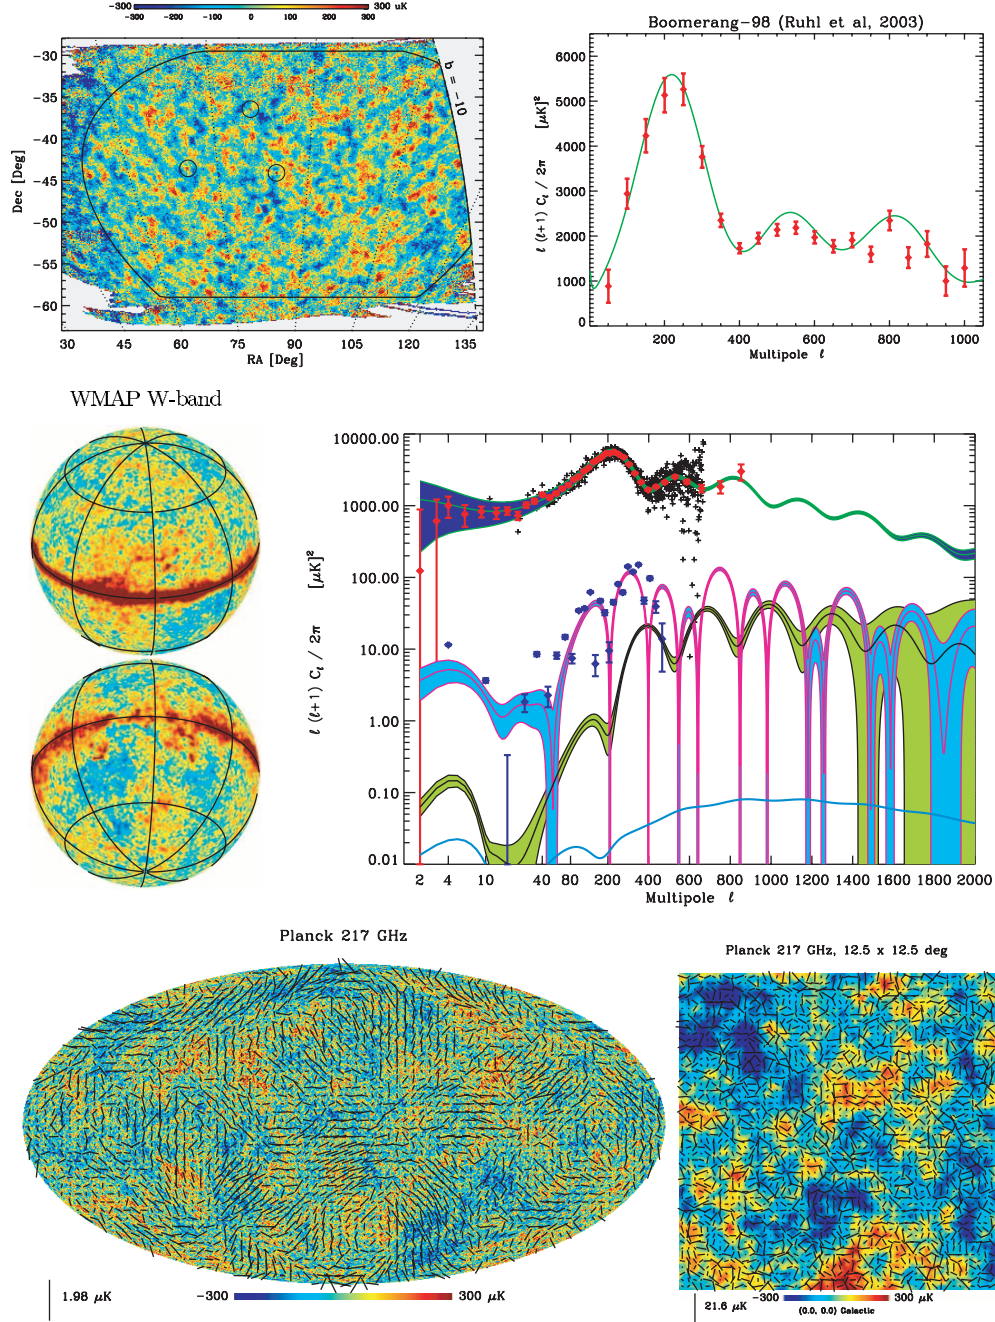 -300 300 uK
-300 -200 -100 0 100 200 300
Boomerang-98 (Ruhl et al, 2003)
b = -10
Dec [Deg]
-30
-35
-40
-45
-50
-55
-60
30 45 60 75 90 105 120 135
RA [Deg]
ℓ (ℓ+1) Cℓ / 2π [μK]²
6000
5000
4000
3000
2000
1000
0
200 400 600 800 1000
Multipole ℓ
WMAP W-band
ℓ (ℓ+1) Cℓ / 2π [μK]²
10000.00
1000.00
100.00
10.00
1.00
0.10
0.01
2 4 10 40 80 200 400 600 800 1000 1200 1400 1600 1800 2000
Multipole ℓ
Planck 217 GHz
1.98 μK
-300 300 μK
Planck 217 GHz, 12.5 x 12.5 deg
21.6 μK
-300 300 μK
(0.0, 0.0) Galactic